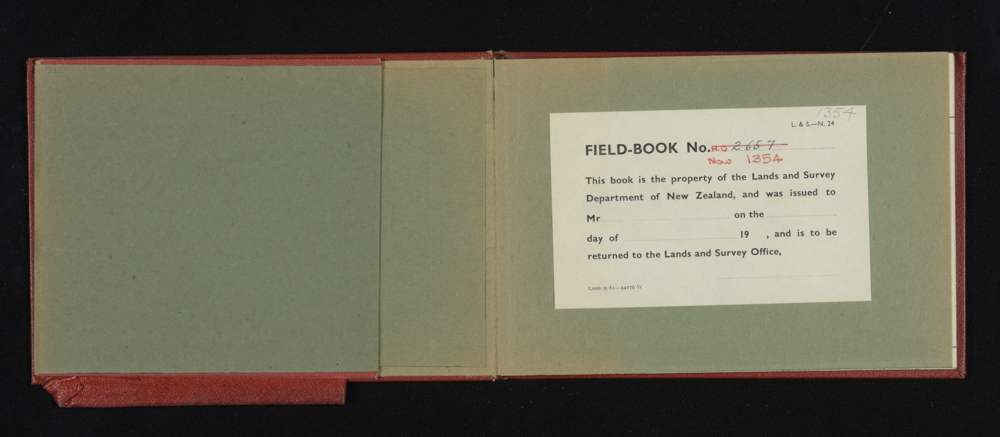 1354
L. & S.—N. 24
FIELD-BOOK No. H.O 2657
Now 1354
This book is the property of the Lands and Survey
Department of New Zealand, and was issued to
Mr on the
day of 19 , and is to be
returned to the Lands and Survey Office,